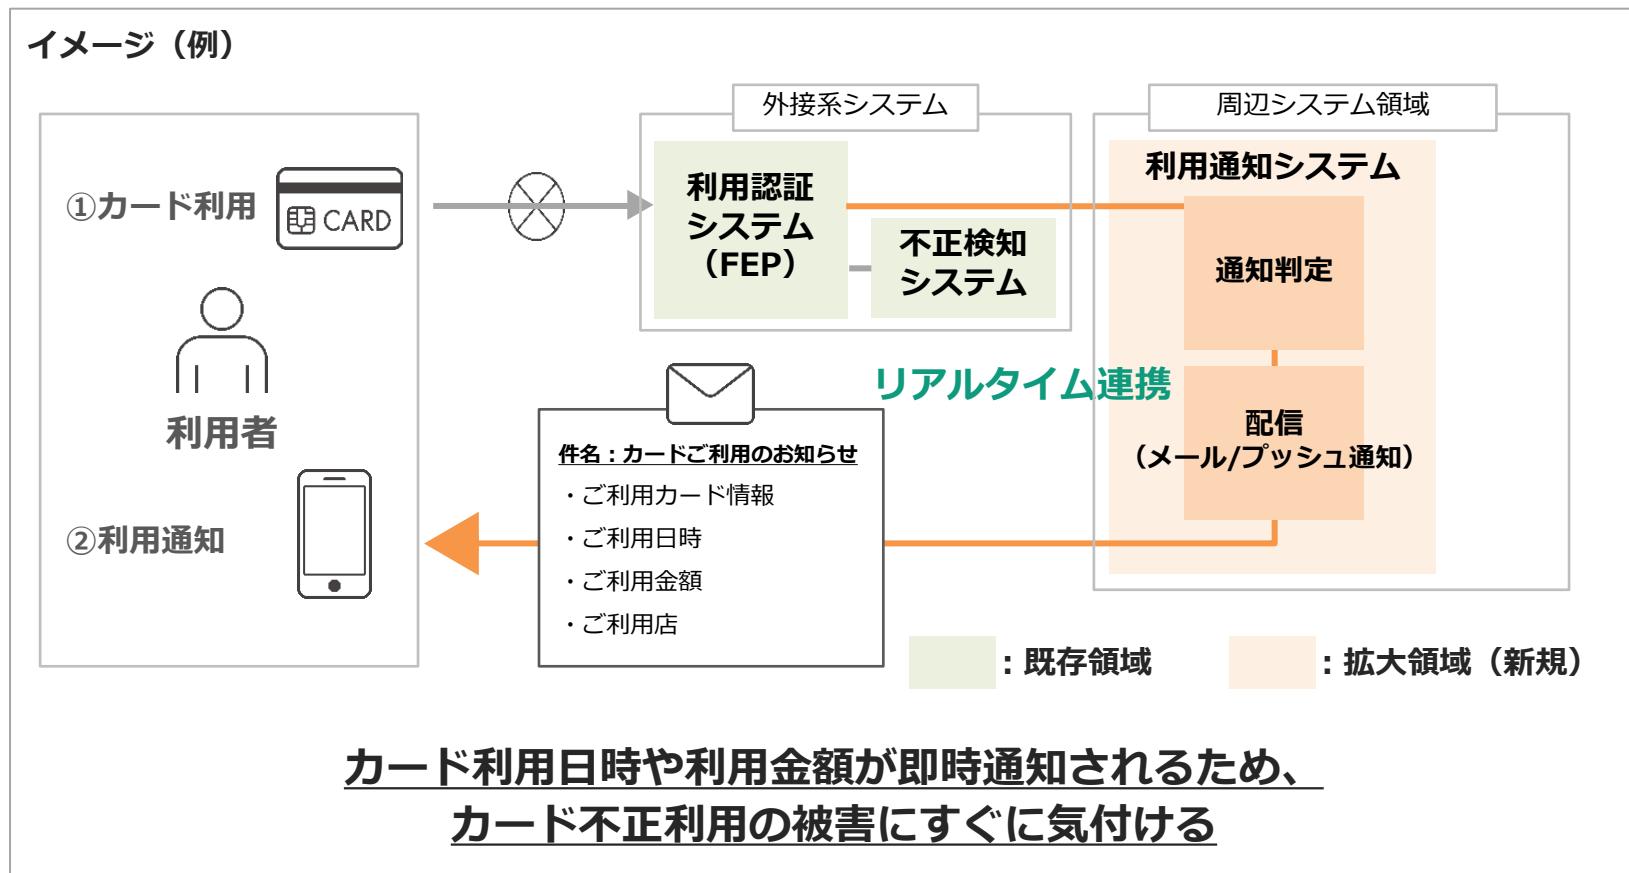 イメージ（例）
外接系システム
周辺システム領域
①カード利用
CARD
利用認証
システム
（FEP）
不正検知
システム
利用通知システム
通知判定
利用者
リアルタイム連携
配信
（メール/プッシュ通知）
件名：カードご利用のお知らせ
・ご利用カード情報
・ご利用日時
・ご利用金額
・ご利用店
②利用通知
：既存領域
：拡大領域（新規）
カード利用日時や利用金額が即時通知されるため、
カード不正利用の被害にすぐに気付ける